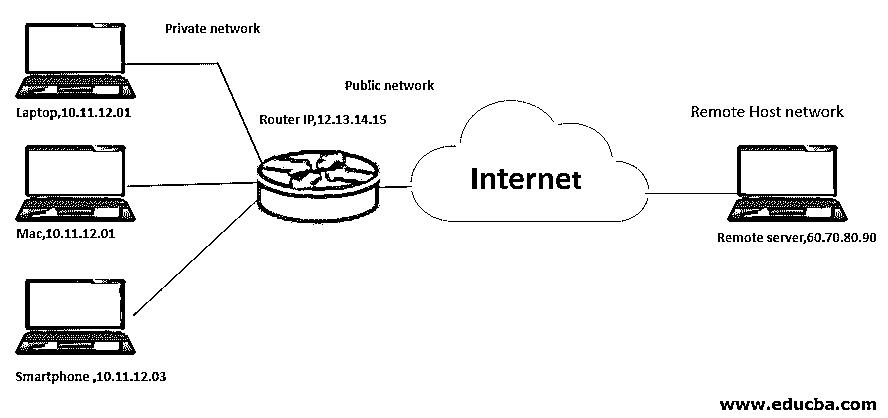 Private network
Public network
Laptop,10.11.12.01
Router IP,12.13.14.15
Remote Host network
Internet
Mac,10.11.12.01
Remote server,60.70.80.90
Smartphone ,10.11.12.03
www.educba.com